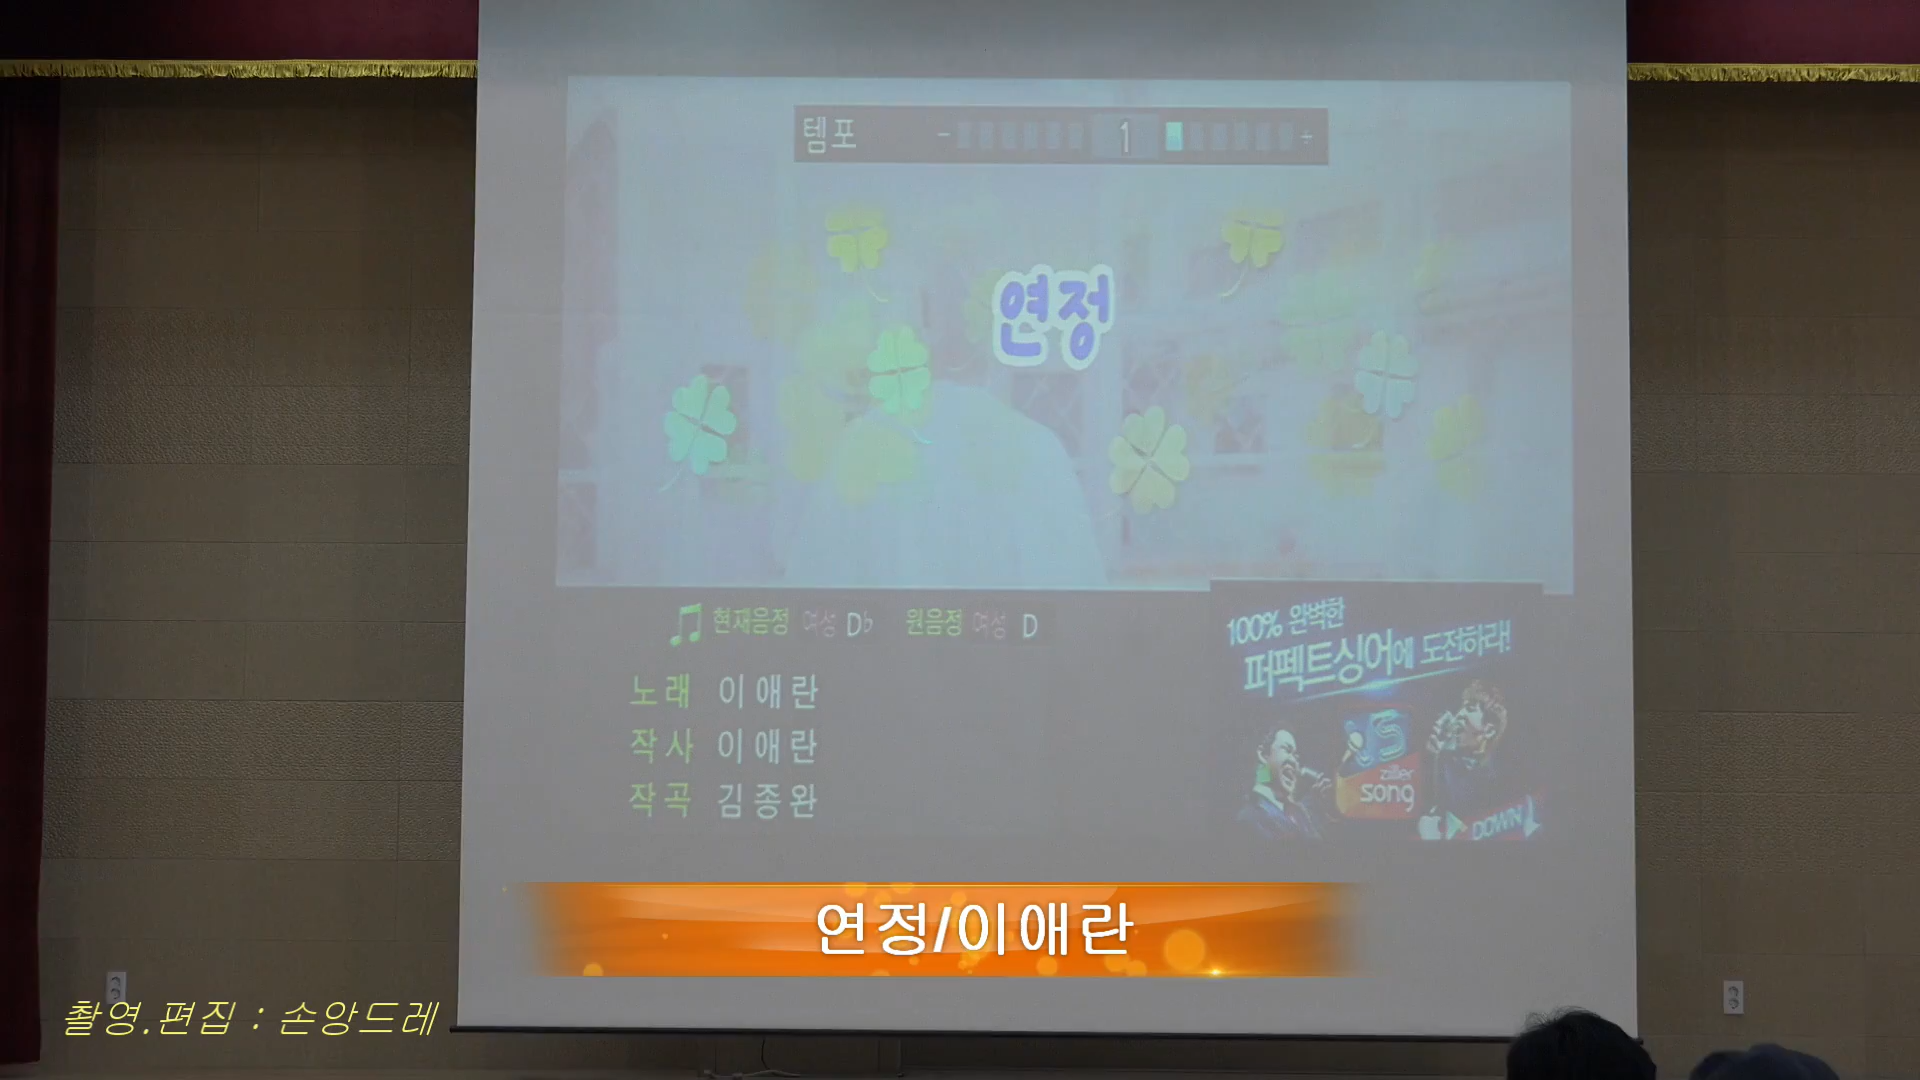 템포 - 1 +
연정
현재음정 여성 D♭ 원음정 여성 D
노래 이애란
작사 이애란
작곡 김종완
100% 완벽한
퍼펙트싱어에 도전하라!
VS
ziller
song
DOWN
연정/이애란
촬영.편집 : 손앙드레